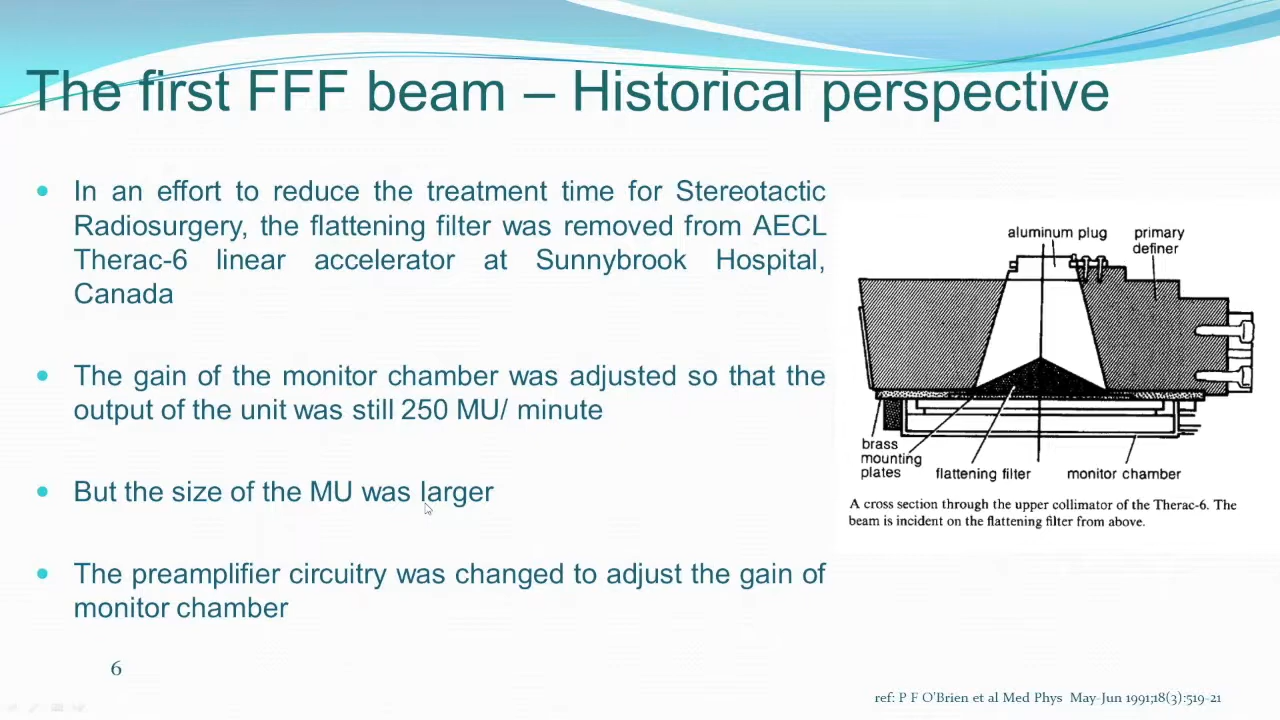 The first FFF beam – Historical perspective
In an effort to reduce the treatment time for Stereotactic
Radiosurgery, the flattening filter was removed from AECL
Therac-6 linear accelerator at Sunnybrook Hospital,
Canada
The gain of the monitor chamber was adjusted so that the
output of the unit was still 250 MU/ minute
But the size of the MU was larger
The preamplifier circuitry was changed to adjust the gain of
monitor chamber
aluminum plug
primary
definer
brass
mounting
plates
flattening filter
monitor chamber
A cross section through the upper collimator of the Therac-6. The
beam is incident on the flattening filter from above.
6
ref: P F O'Brien et al Med Phys May-Jun 1991;18(3):519-21